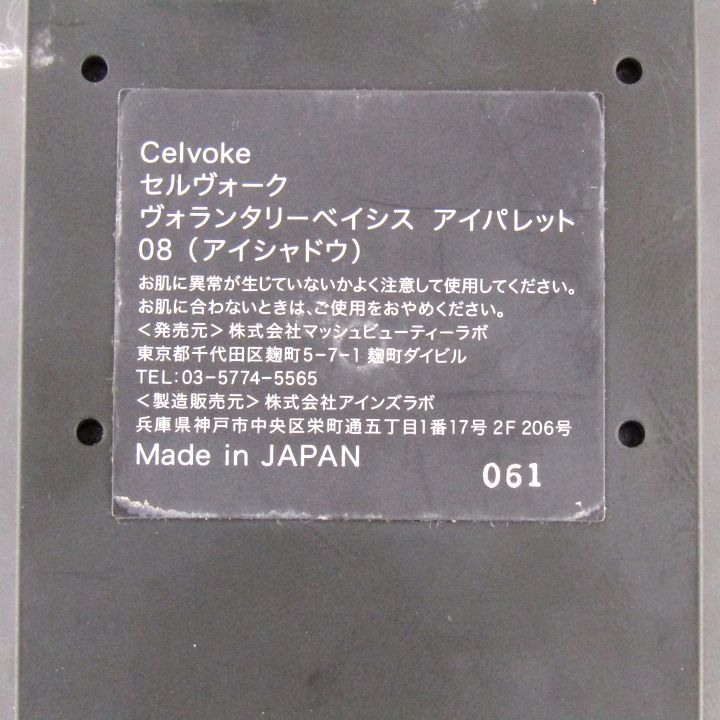 Celvoke
セルヴォーク
ヴォランタリーベイシス アイパレット
08(アイシャドウ)
お肌に異常が生じていないかよく注意して使用してください。
お肌に合わないときは、ご使用をおやめください。
<発売元>株式会社マッシュビューティーラボ
東京都千代田区麹町5-7-1 麹町ダイビル
TEL:03-5774-5565
<製造販売元>株式会社アインズラボ
兵庫県神戸市中央区栄町通五丁目1番17号 2F 206号
Made in JAPAN
061